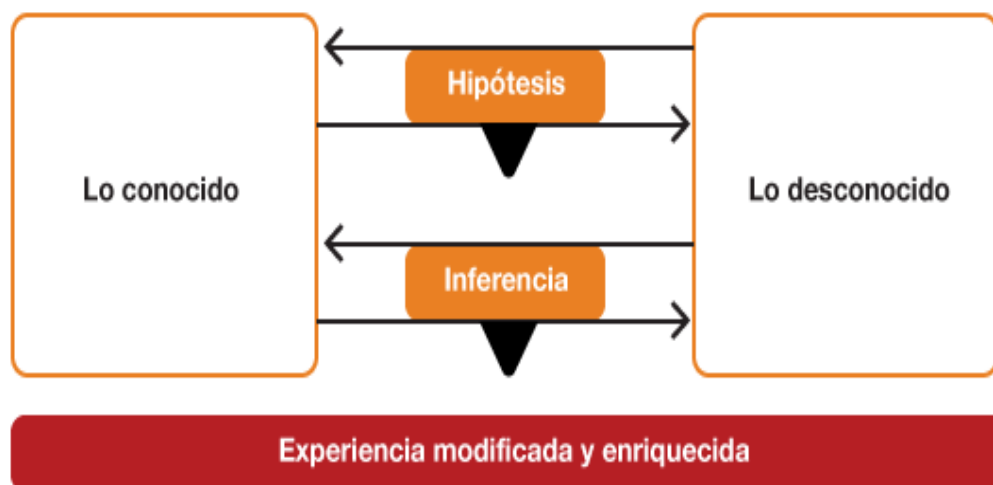 Hipótesis
Lo conocido
Lo desconocido
Inferencia
Experiencia modificada y enriquecida